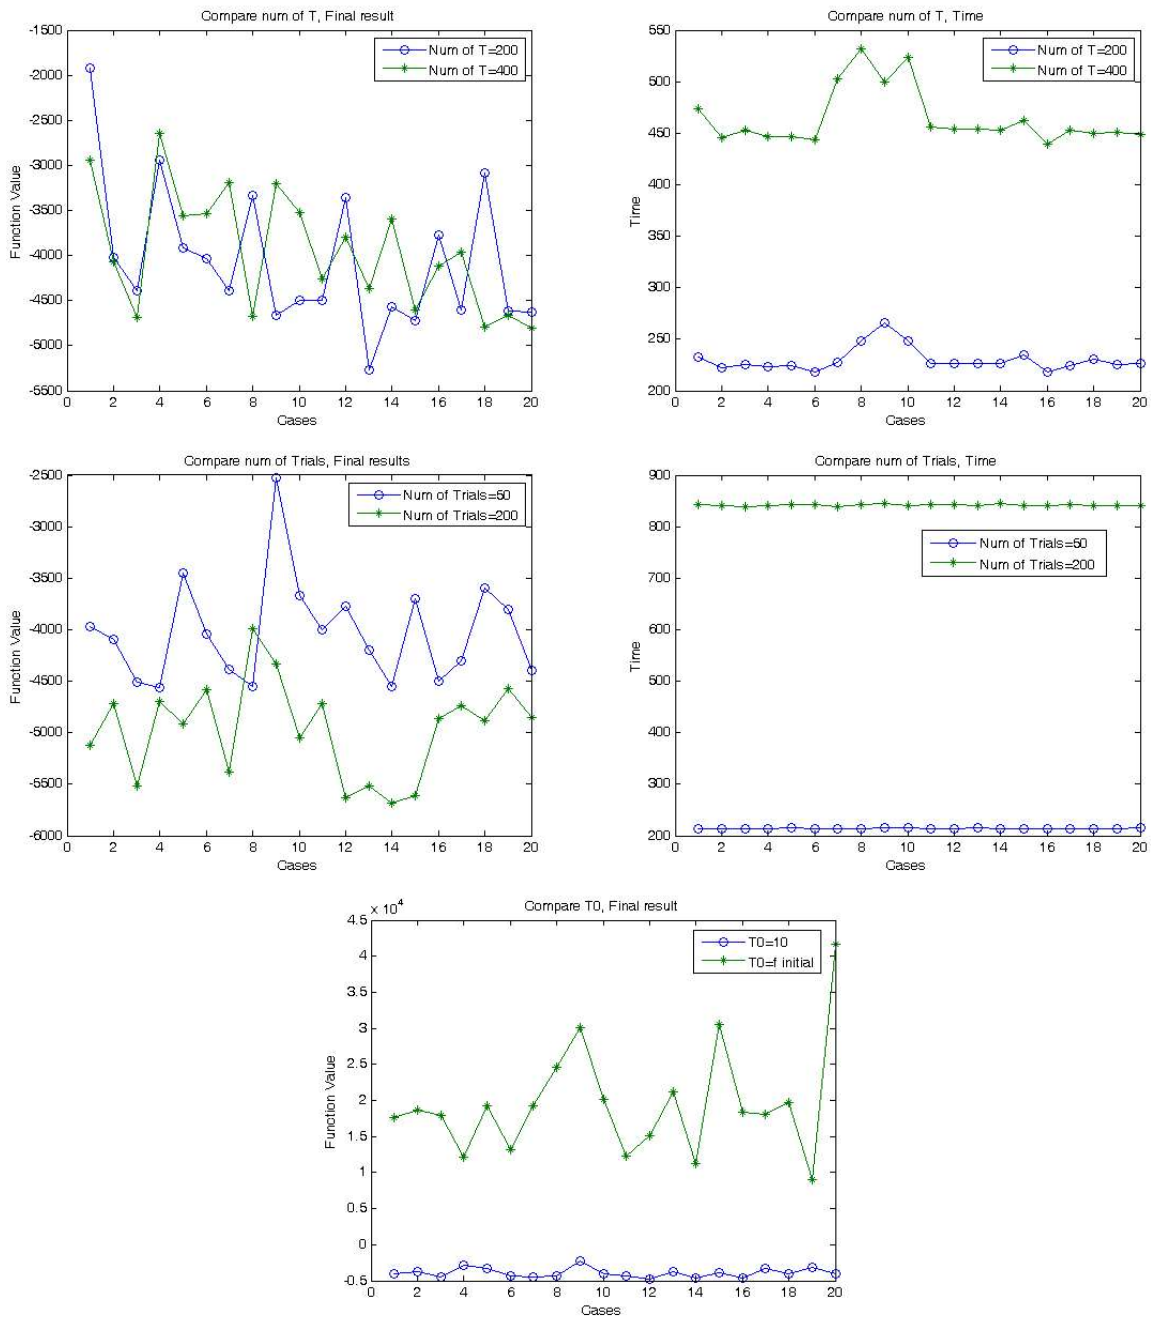 Compare num of T, Final result
-1500
-2000
-2500
-3000
-3500
-4000
-4500
-5000
-5500
Function Value
Num of T=200
Num of T=400
0 2 4 6 8 10 12 14 16 18 20
Cases
Compare num of T, Time
550
500
450
400
350
300
250
200
Time
Num of T=200
Num of T=400
0 2 4 6 8 10 12 14 16 18 20
Cases
Compare num of Trials, Final results
-2500
-3000
-3500
-4000
-4500
-5000
-5500
-6000
Function Value
Num of Trials=50
Num of Trials=200
0 2 4 6 8 10 12 14 16 18 20
Cases
Compare num of Trials, Time
900
800
700
600
500
400
300
200
Time
Num of Trials=50
Num of Trials=200
0 2 4 6 8 10 12 14 16 18 20
Cases
Compare T0, Final result
x 10^4
4.5
4
3.5
3
2.5
2
1.5
1
0.5
0
-0.5
Function Value
T0=10
T0=f initial
0 2 4 6 8 10 12 14 16 18 20
Cases